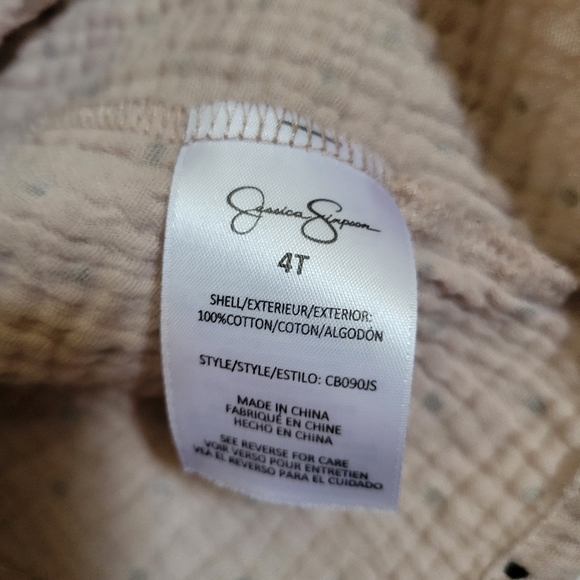 Jessica Simpson
4T
SHELL/EXTERIEUR/EXTERIOR:
100%COTTON/COTON/ALGODÓN
STYLE/STYLE/ESTILO: CB090JS
MADE IN CHINA
FABRIQUÉ EN CHINE
HECHO EN CHINA
SEE REVERSE FOR CARE
VOIR VERSO POUR ENTRETIEN
VEA EL REVERSO PARA EL CUIDADO